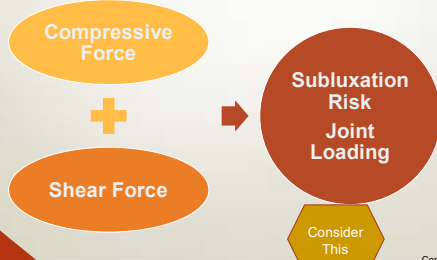 Compressive
Force
Shear Force
Subluxation
Risk
Joint
Loading
Consider
This